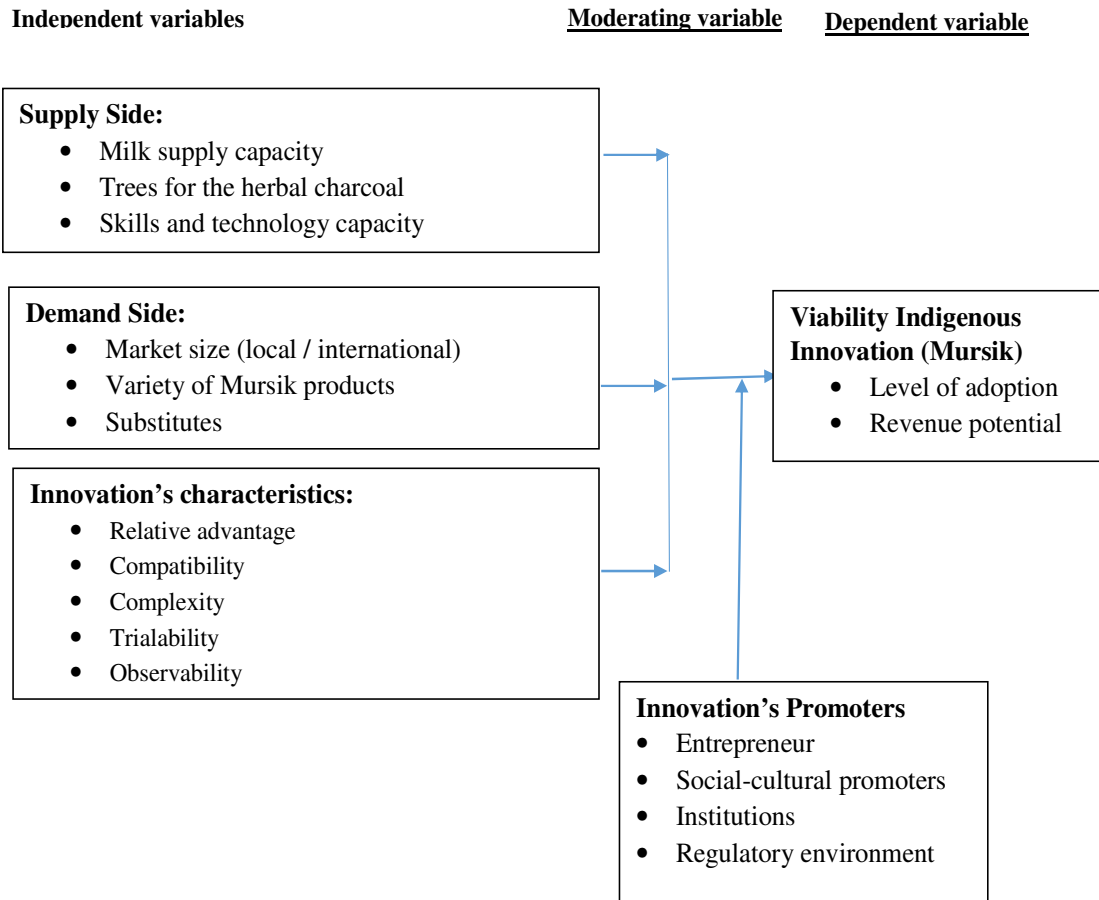 Independent variables
Moderating variable
Dependent variable
Supply Side:
• Milk supply capacity
• Trees for the herbal charcoal
• Skills and technology capacity
Demand Side:
• Market size (local / international)
• Variety of Mursik products
• Substitutes
Innovation’s characteristics:
• Relative advantage
• Compatibility
• Complexity
• Trialability
• Observability
Viability Indigenous
Innovation (Mursik)
• Level of adoption
• Revenue potential
Innovation’s Promoters
• Entrepreneur
• Social-cultural promoters
• Institutions
• Regulatory environment